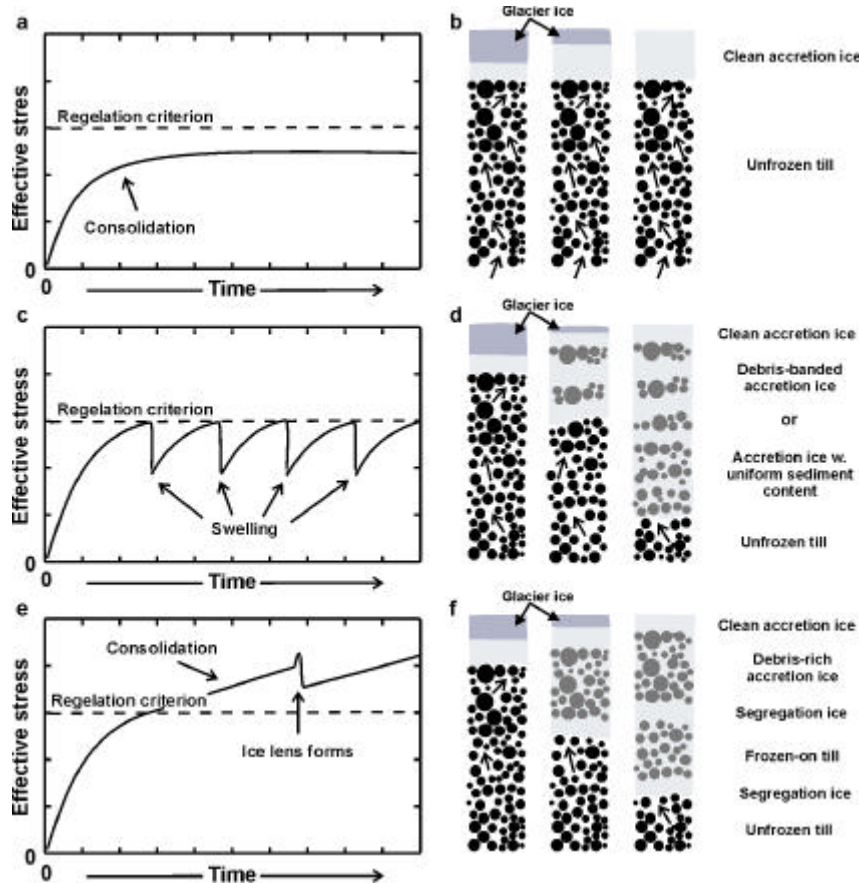 a
Effective stres
Regelation criterion
Consolidation
0
0
Time
b
Glacier ice
Clean accretion ice
Unfrozen till
c
Effective stress
Regelation criterion
Swelling
0
0
Time
d
Glacier ice
Clean accretion ice
Debris-banded
accretion ice
or
Accretion ice w.
uniform sediment
content
Unfrozen till
e
Effective stress
Consolidation
Regelation criterion
Ice lens forms
0
0
Time
f
Glacier ice
Clean accretion ice
Debris-rich
accretion ice
Segregation ice
Frozen-on till
Segregation ice
Unfrozen till